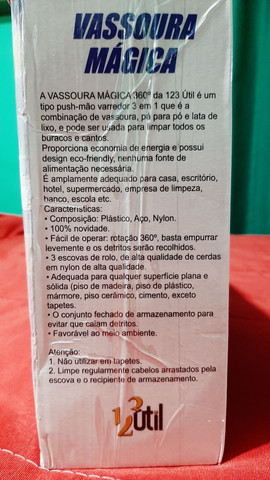 VASSOURA
MÁGICA
A VASSOURA MÁGICA 360º da 123 Útil é um
tipo push-mão varredor 3 em 1 que é a
combinação de vassoura, pá para pó e lata de
lixo, e pode ser usada para limpar todos os
buracos e cantos.
Proporciona economia de energia e possui
design eco-friendly, nenhuma fonte de
alimentação necessária.
É amplamente adequado para casa, escritório,
hotel, supermercado, empresa de limpeza,
banco, escola etc.
Características:
• Composição: Plástico, Aço, Nylon.
• 100% novidade.
• Fácil de operar: rotação 360º, basta empurrar
levemente e os detritos serão recolhidos.
• 3 escovas de rolo, de alta qualidade de cerdas
em nylon de alta qualidade.
• Adequada para qualquer superfície plana e
sólida (piso de madeira, piso de plástico,
mármore, piso cerâmico, cimento, exceto
tapetes.
• O conjunto fechado de armazenamento para
evitar que caiam detritos.
• Favorável ao meio ambiente.
Atenção:
1. Não utilizar em tapetes.
2. Limpe regularmente cabelos arrastados pela
escova e o recipiente de armazenamento.
123 Útil